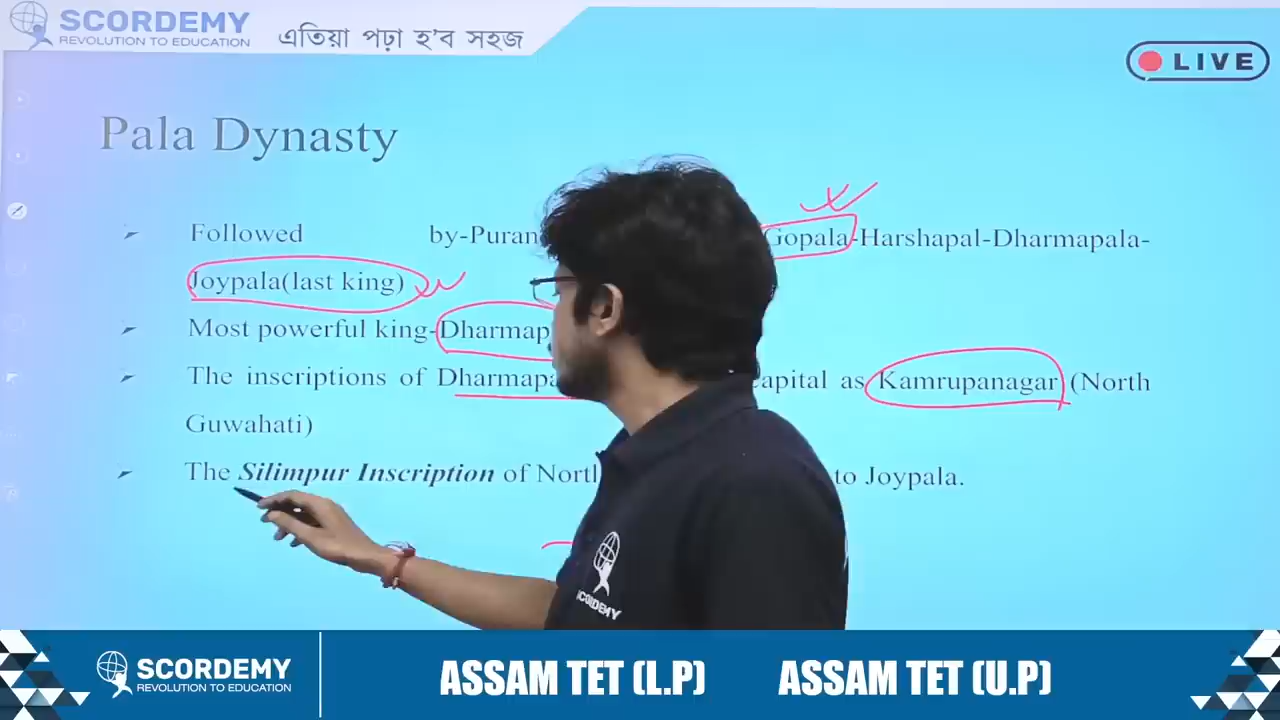 SCORDEMY
REVOLUTION TO EDUCATION
এতিয়া পঢ়া হ'ব সহজ
LIVE
Pala Dynasty
Followed by-Puran Gopala-Harshapal-Dharmapala-
Joypala(last king)
Most powerful king-Dharmap
The inscriptions of Dharmapa capital as Kamrupanagar (North
Guwahati)
The Silimpur Inscription of North to Joypala.
SCORDEMY
SCORDEMY
REVOLUTION TO EDUCATION
ASSAM TET (L.P) ASSAM TET (U.P)